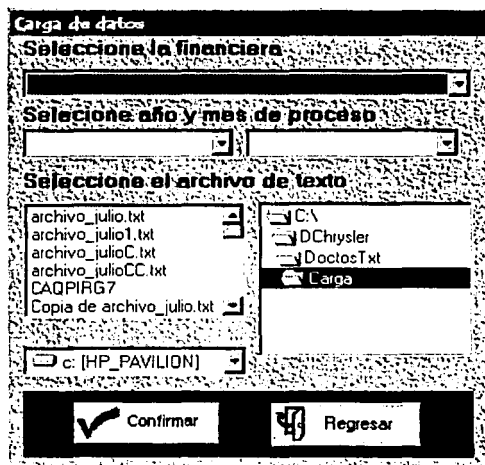 Carga de datos
Seleccione la financiera
Selecione año y mes de proceso
Seleccione el archivo de texto
archivo_julio.txt
archivo_julio1.txt
archivo_julioC.txt
archivo_julioCC.txt
CAQPIRG7
Copia de archivo_julio.txt
C:\
DChrysler
DoctosTxt
Carga
c: [HP_PAVILION]
Confirmar
Regresar